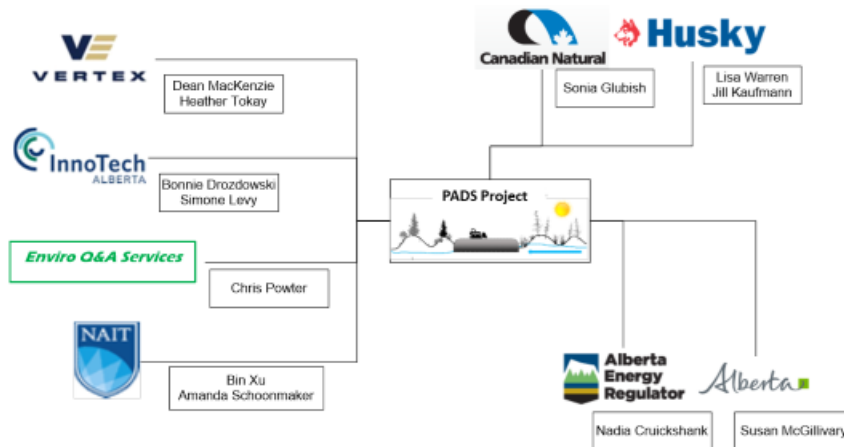 VERTEX
Dean MacKenzie
Heather Tokay
InnoTech
ALBERTA
Bonnie Drozdowski
Simone Levy
Enviro Q&A Services
Chris Powter
NAIT
Bin Xu
Amanda Schoonmaker
Canadian Natural
Sonia Glubish
Husky
Lisa Warren
Jill Kaufmann
PADS Project
Alberta
Energy
Regulator
Nadia Cruickshank
Alberta
Susan McGillivary